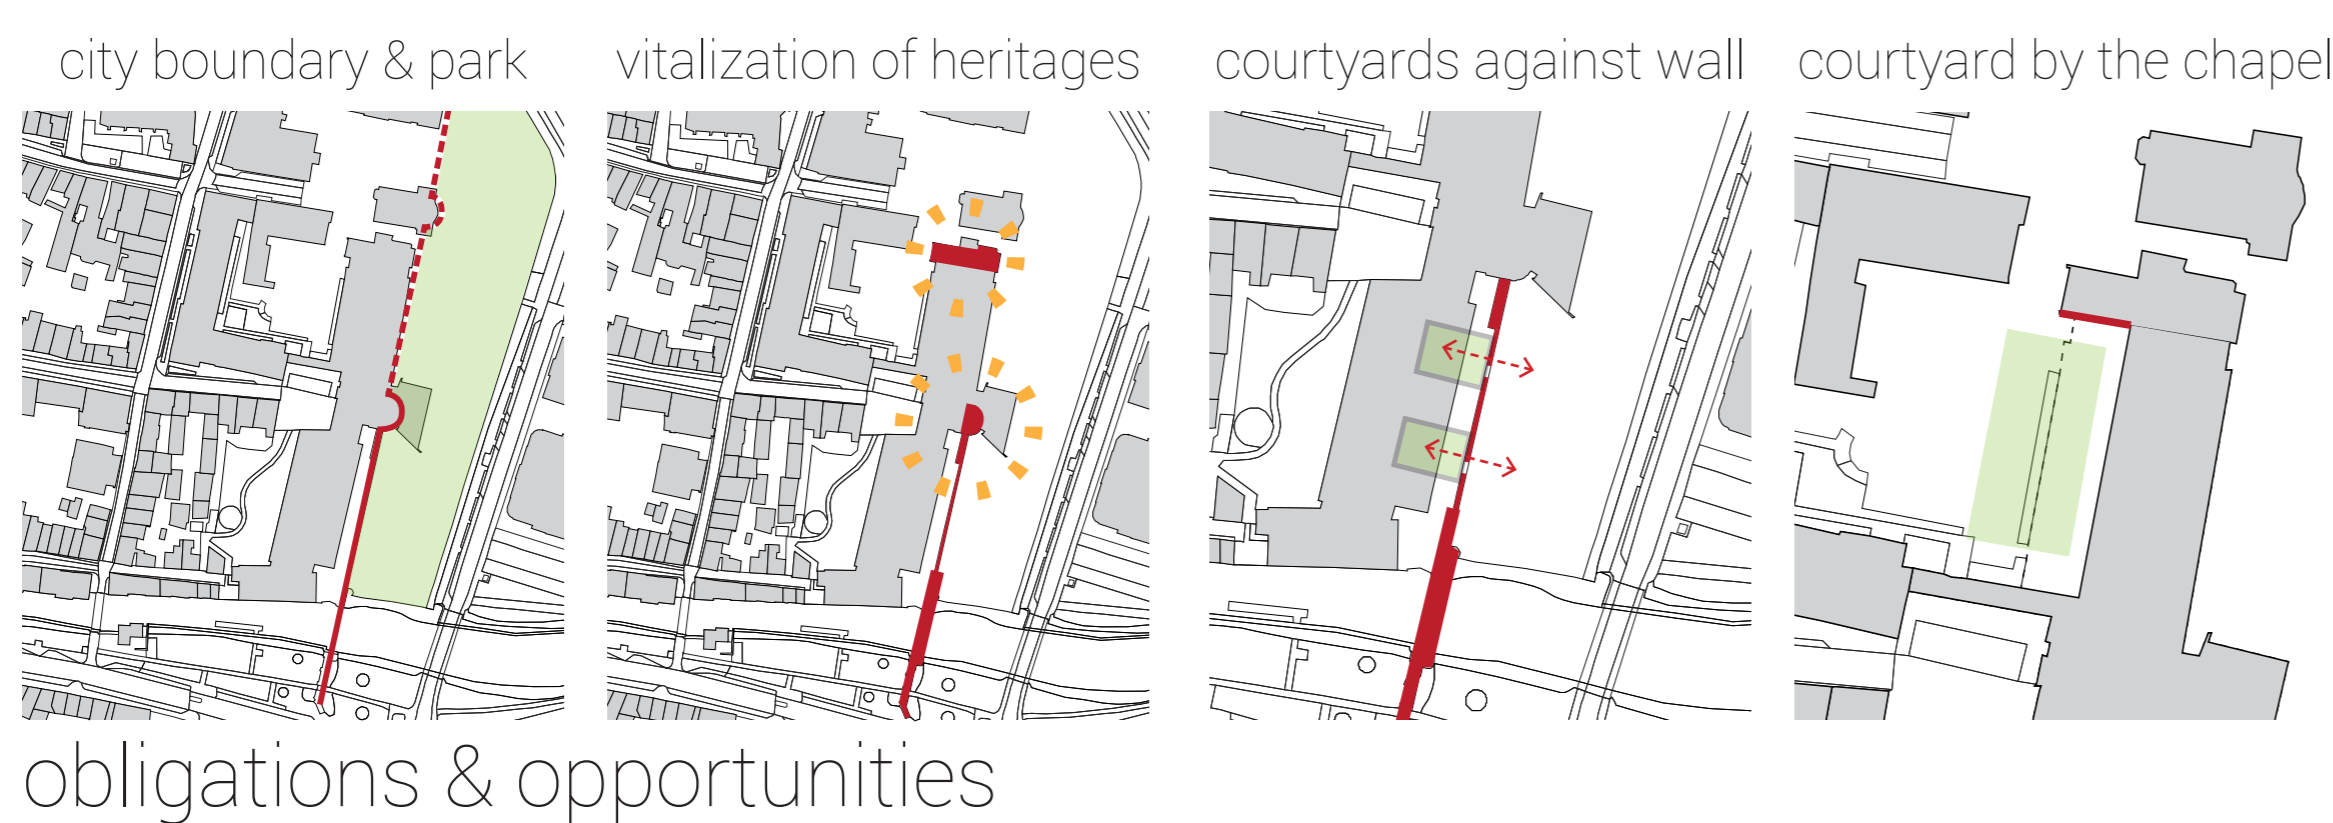 city boundary & park
vitalization of heritages
courtyards against wall
courtyard by the chapel
obligations & opportunities